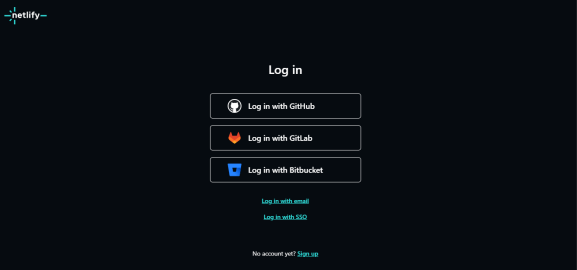 netlify
Log in
Log in with GitHub
Log in with GitLab
Log in with Bitbucket
Log in with email
Log in with SSO
No account yet? Sign up